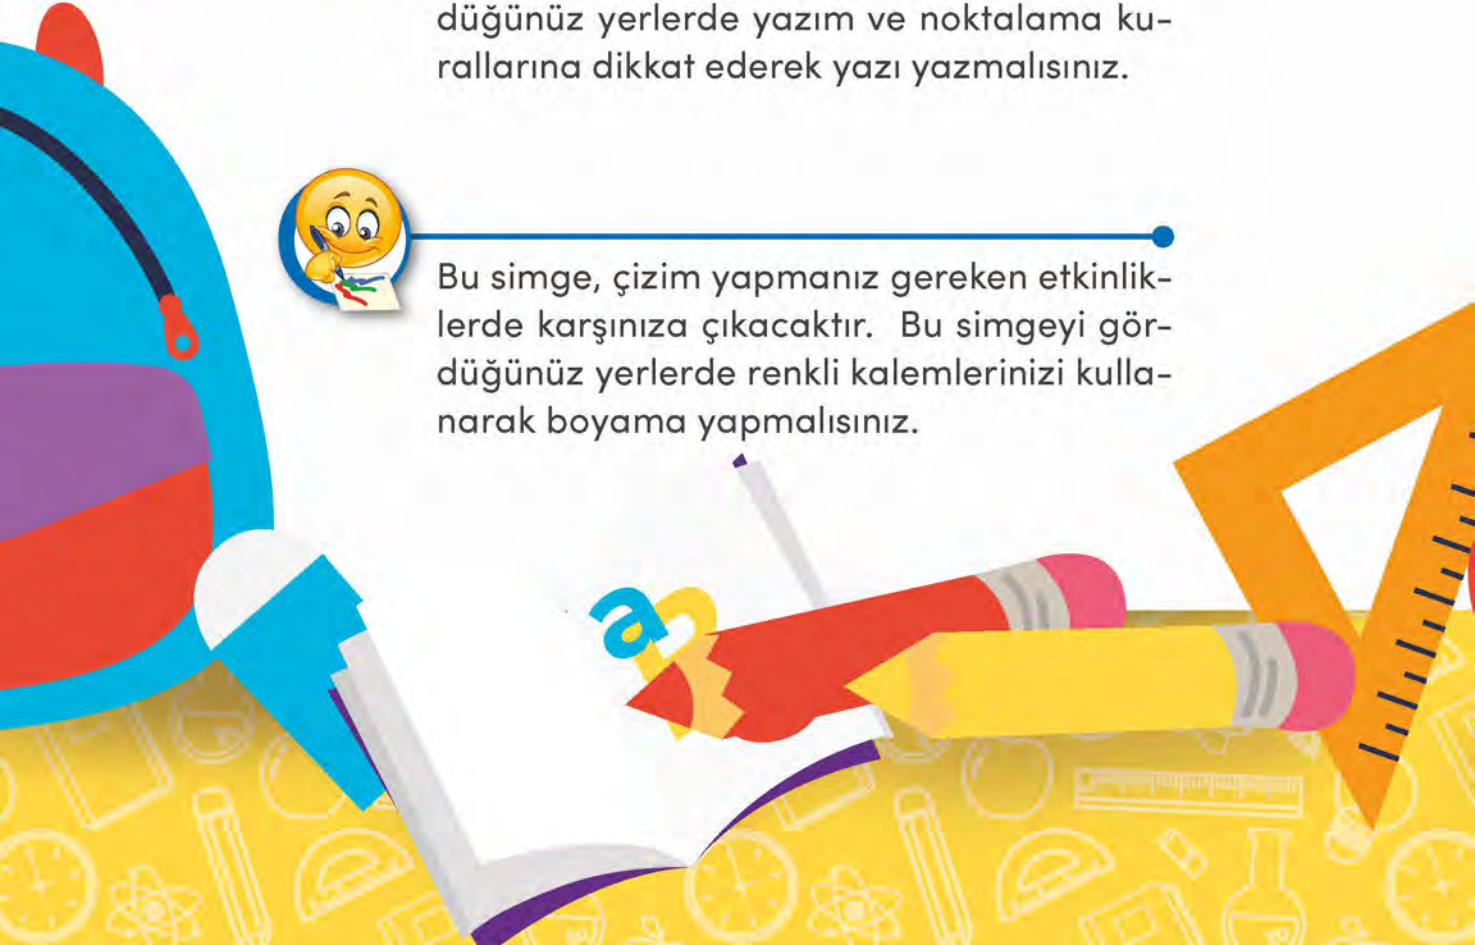 düğünüz yerlerde yazım ve noktalama ku-
rallarına dikkat ederek yazı yazmalısınız.
Bu simge, çizim yapmanız gereken etkinlik-
lerde karşınıza çıkacaktır. Bu simgeyi gör-
düğünüz yerlerde renkli kalemlerinizi kulla-
narak boyama yapmalısınız.
a